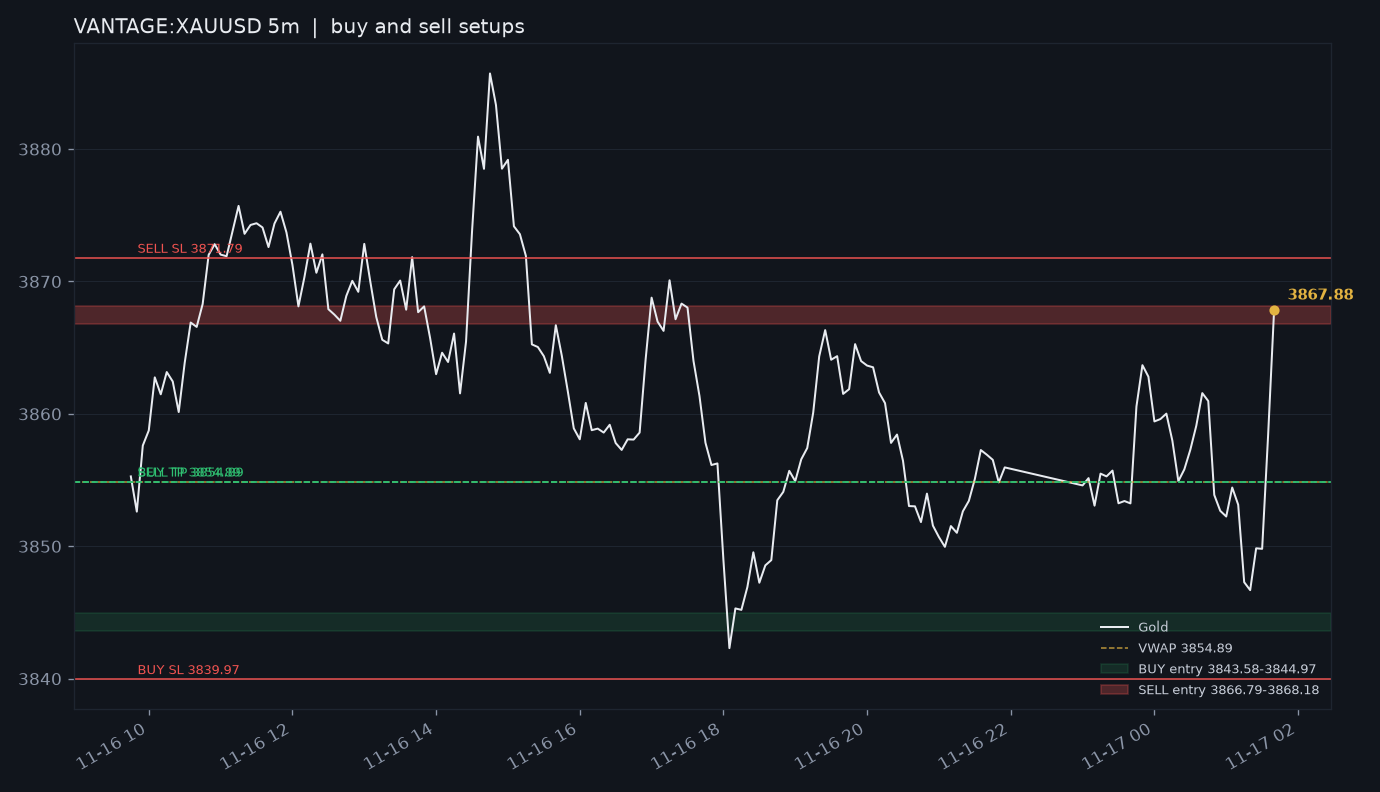 VANTAGE:XAUUSD 5m | buy and sell setups
3880
3870
3860
3850
3840
SELL SL 3871.79
3867.88
BUY SL 3839.97
Gold
VWAP 3854.89
BUY entry 3843.58-3844.97
SELL entry 3866.79-3868.18
11-16 10
11-16 12
11-16 14
11-16 16
11-16 18
11-16 20
11-16 22
11-17 00
11-17 02